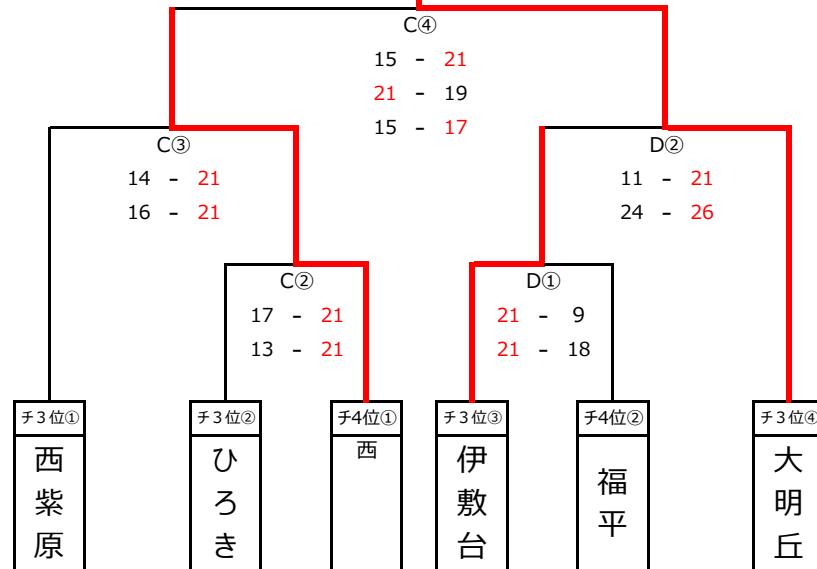 C④
15 - 21
21 - 19
15 - 17
C③
14 - 21
16 - 21
D②
11 - 21
24 - 26
C②
17 - 21
13 - 21
D①
21 - 9
21 - 18
チ3位①
チ3位②
チ4位①
チ3位③
チ4位②
チ3位④
西紫原
ひろき
西
伊敷台
福平
大明丘